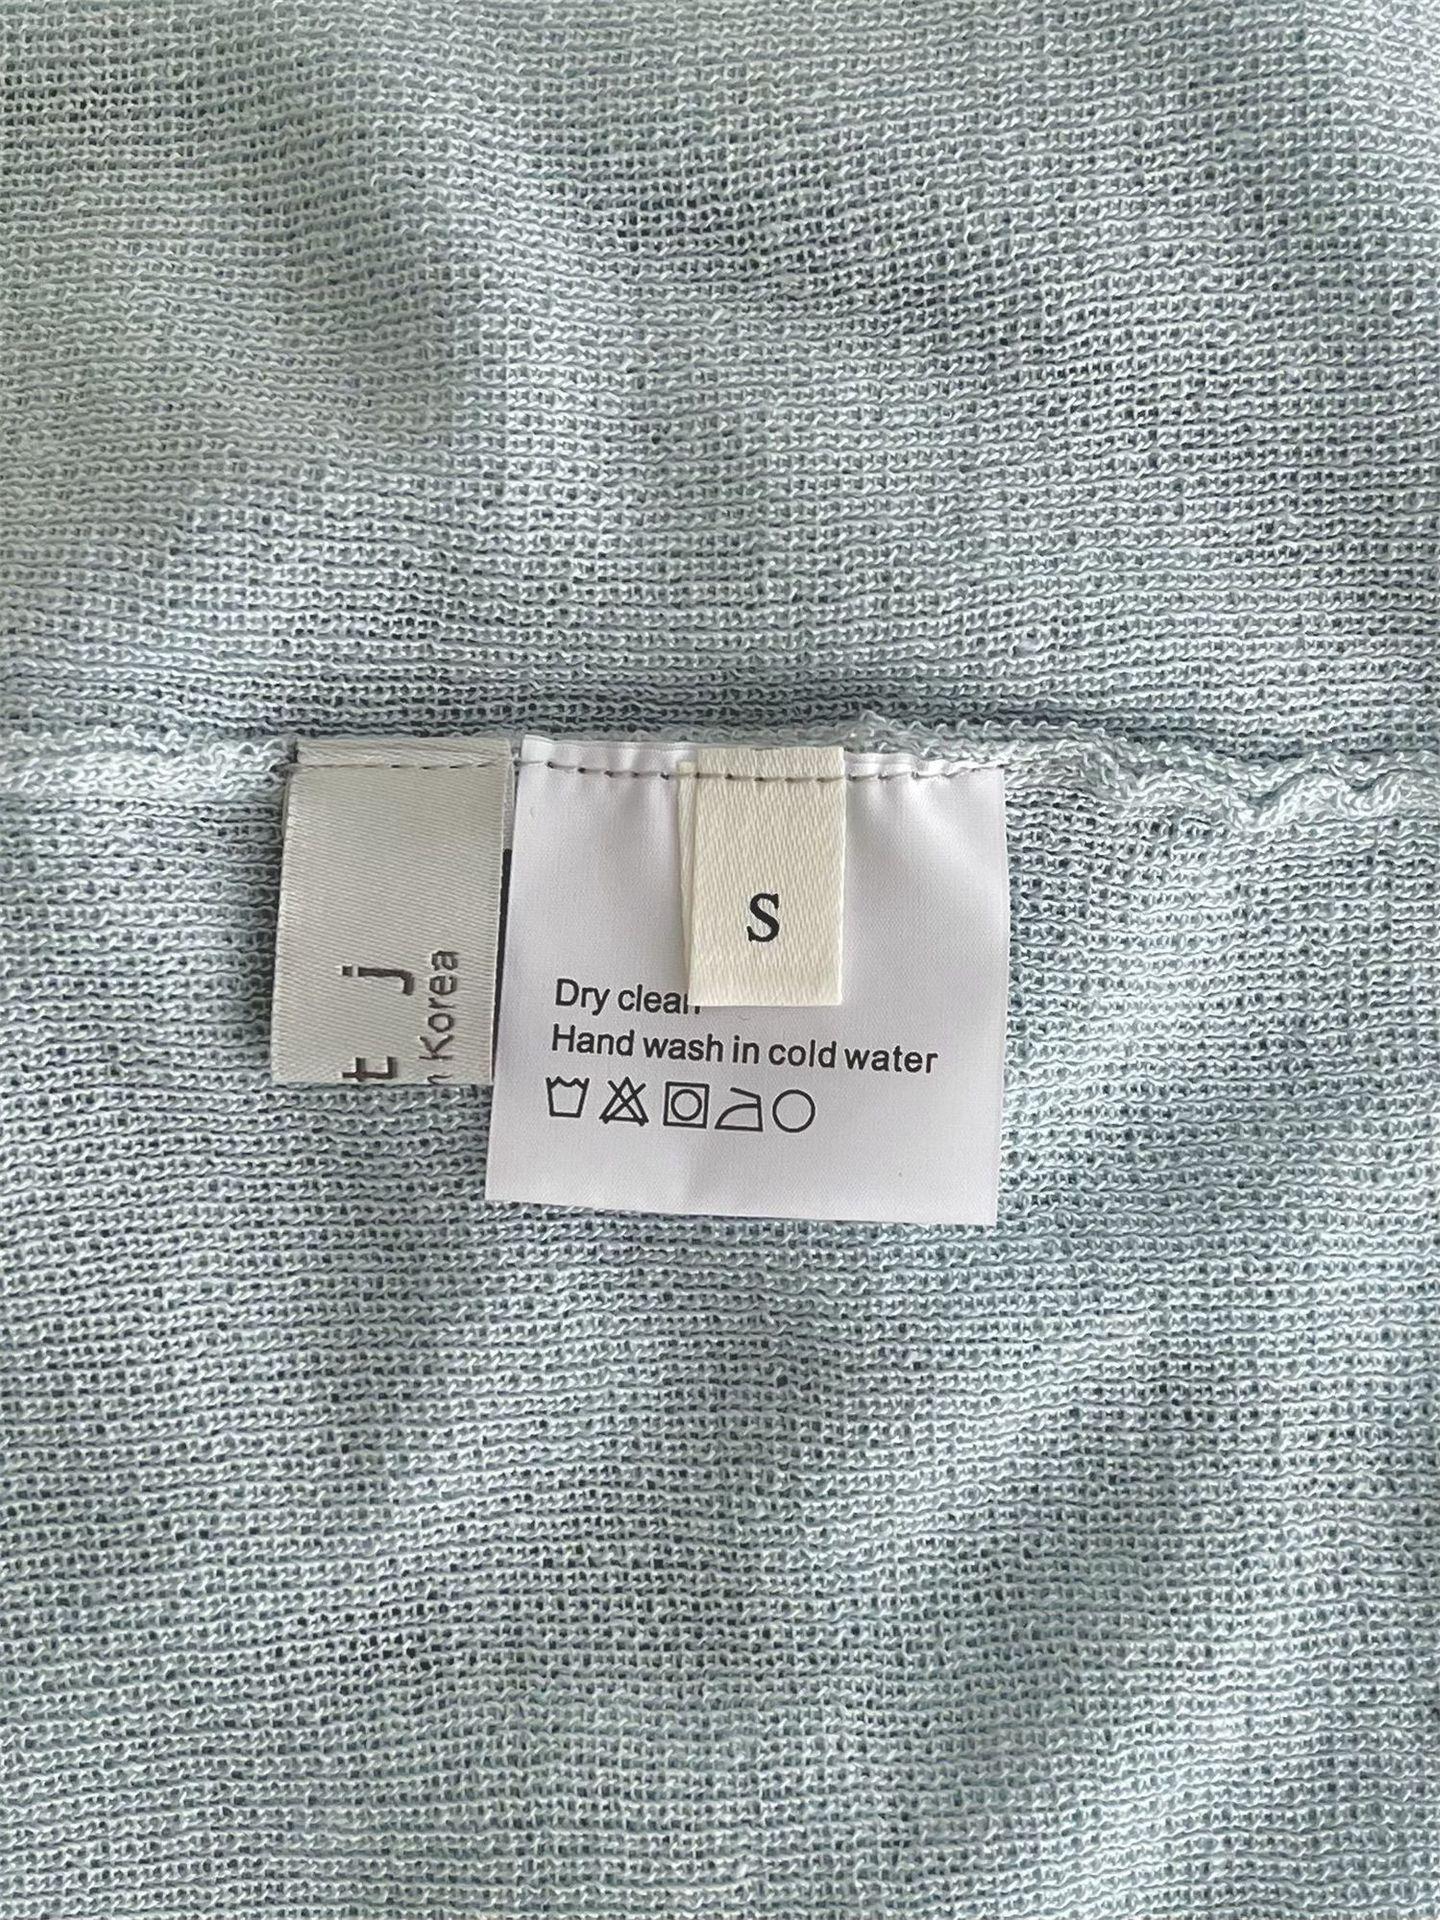 t j
Korea
S
Dry clean
Hand wash in cold water